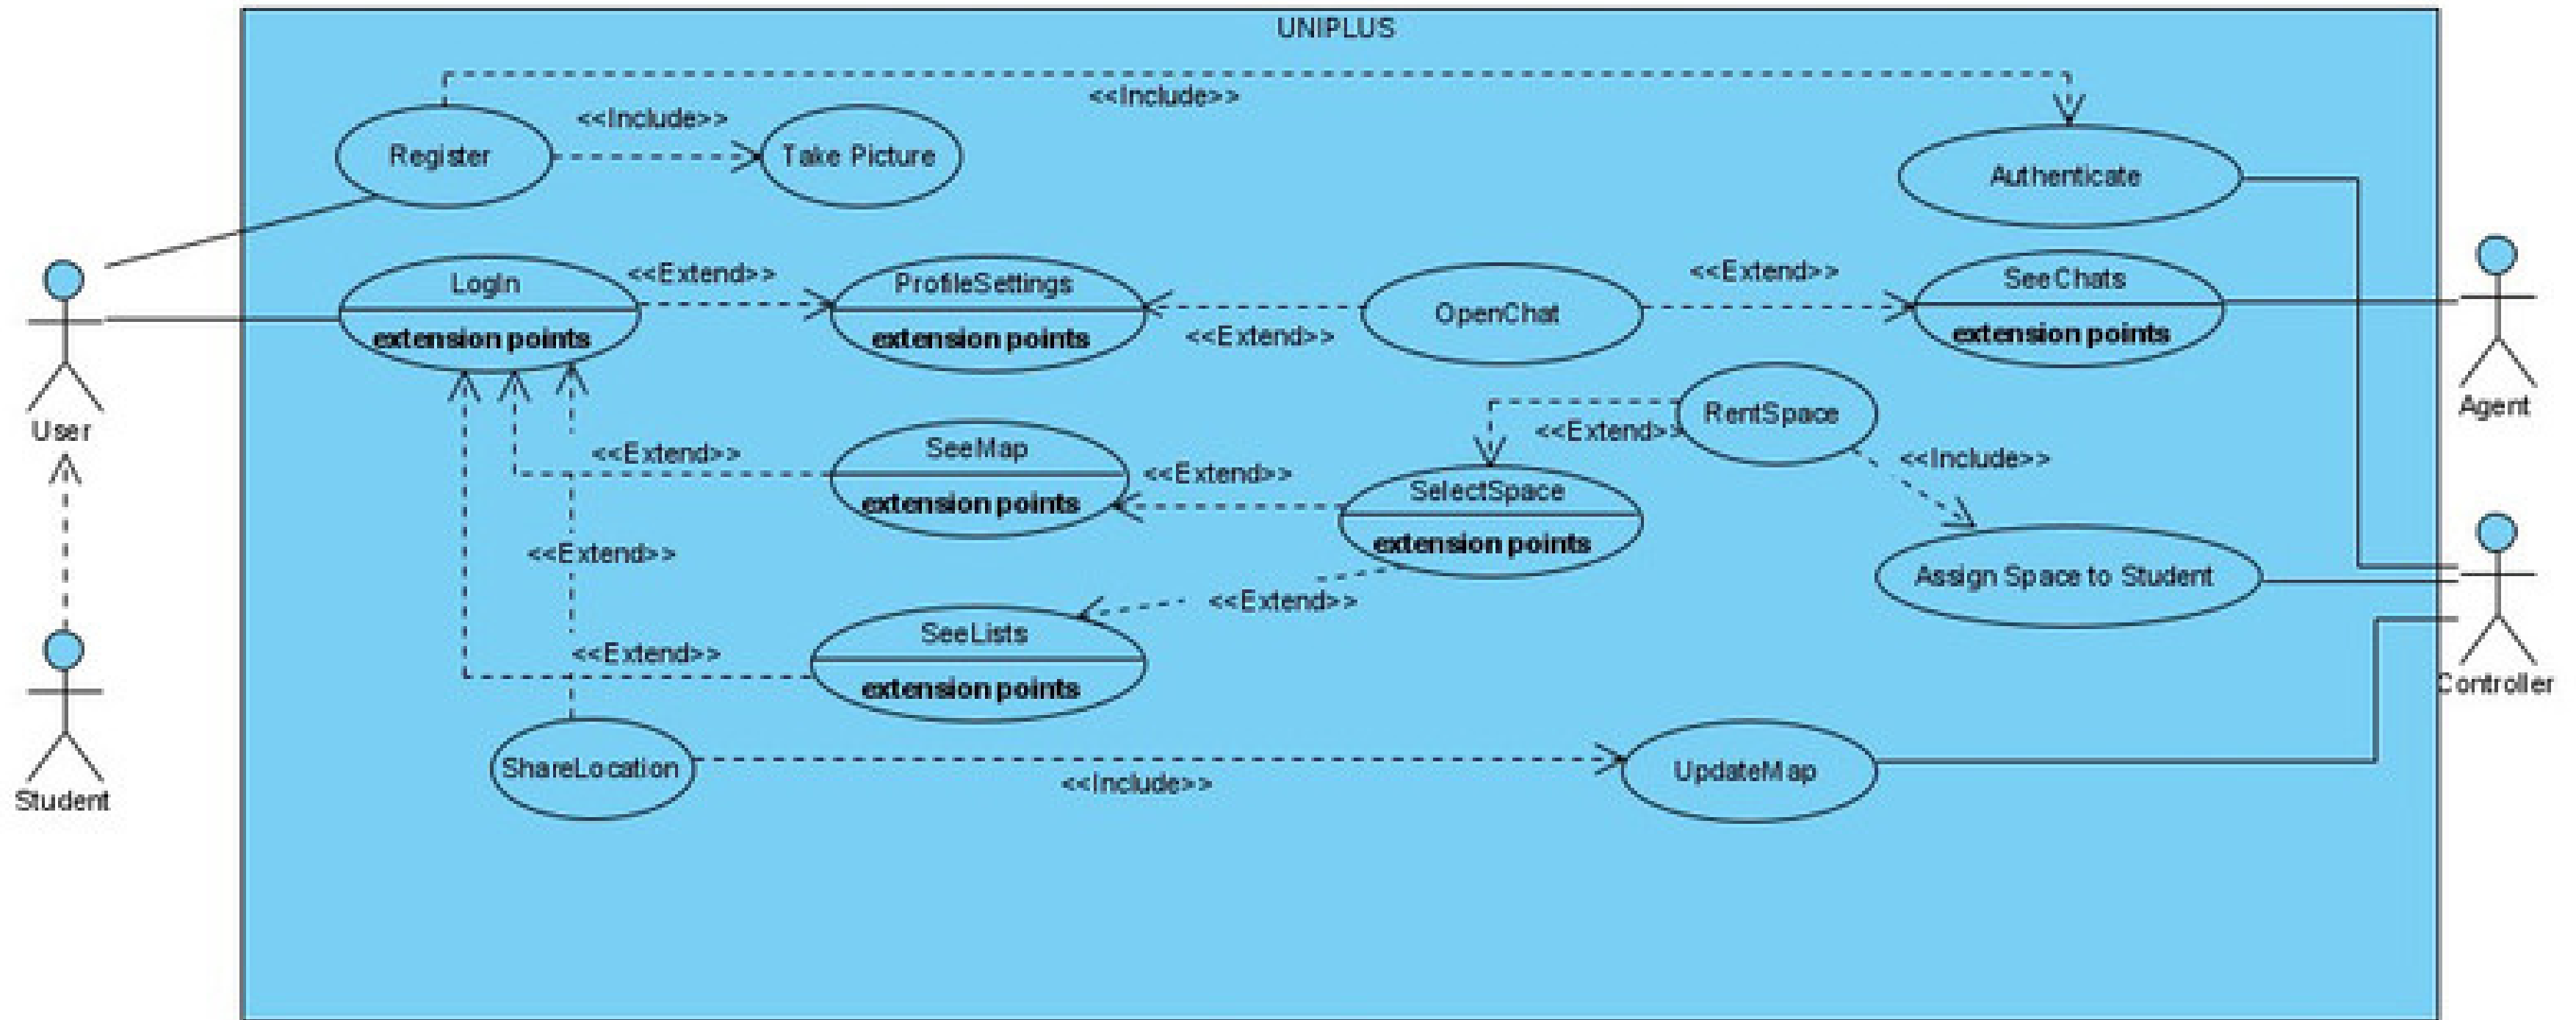 UNIPLUS
<<Include>>
<<Include>>
Register
Take Picture
Authenticate
<<Extend>>
<<Extend>>
LogIn
extension points
ProfileSettings
extension points
<<Extend>>
OpenChat
SeeChats
extension points
User
Agent
<<Extend>>
RentSpace
<<Extend>>
SeeMap
extension points
<<Extend>>
SelectSpace
extension points
<<Include>>
<<Extend>>
Assign Space to Student
<<Extend>>
<<Extend>>
SeeLists
extension points
Controller
Student
ShareLocation
<<Include>>
UpdateMap